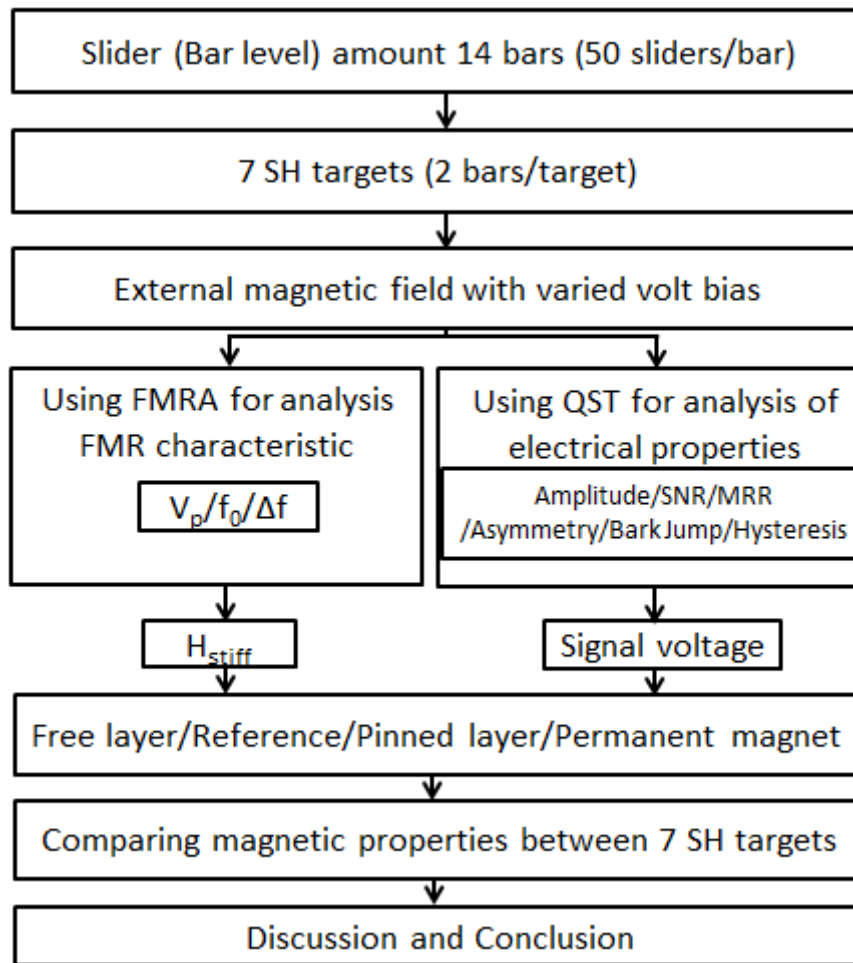 Slider (Bar level) amount 14 bars (50 sliders/bar)
7 SH targets (2 bars/target)
External magnetic field with varied volt bias
Using FMRA for analysis
FMR characteristic
Vₚ/f₀/Δf
Using QST for analysis of
electrical properties
Amplitude/SNR/MRR
/Asymmetry/Bark Jump/Hysteresis
H_stiff
Signal voltage
Free layer/Reference/Pinned layer/Permanent magnet
Comparing magnetic properties between 7 SH targets
Discussion and Conclusion